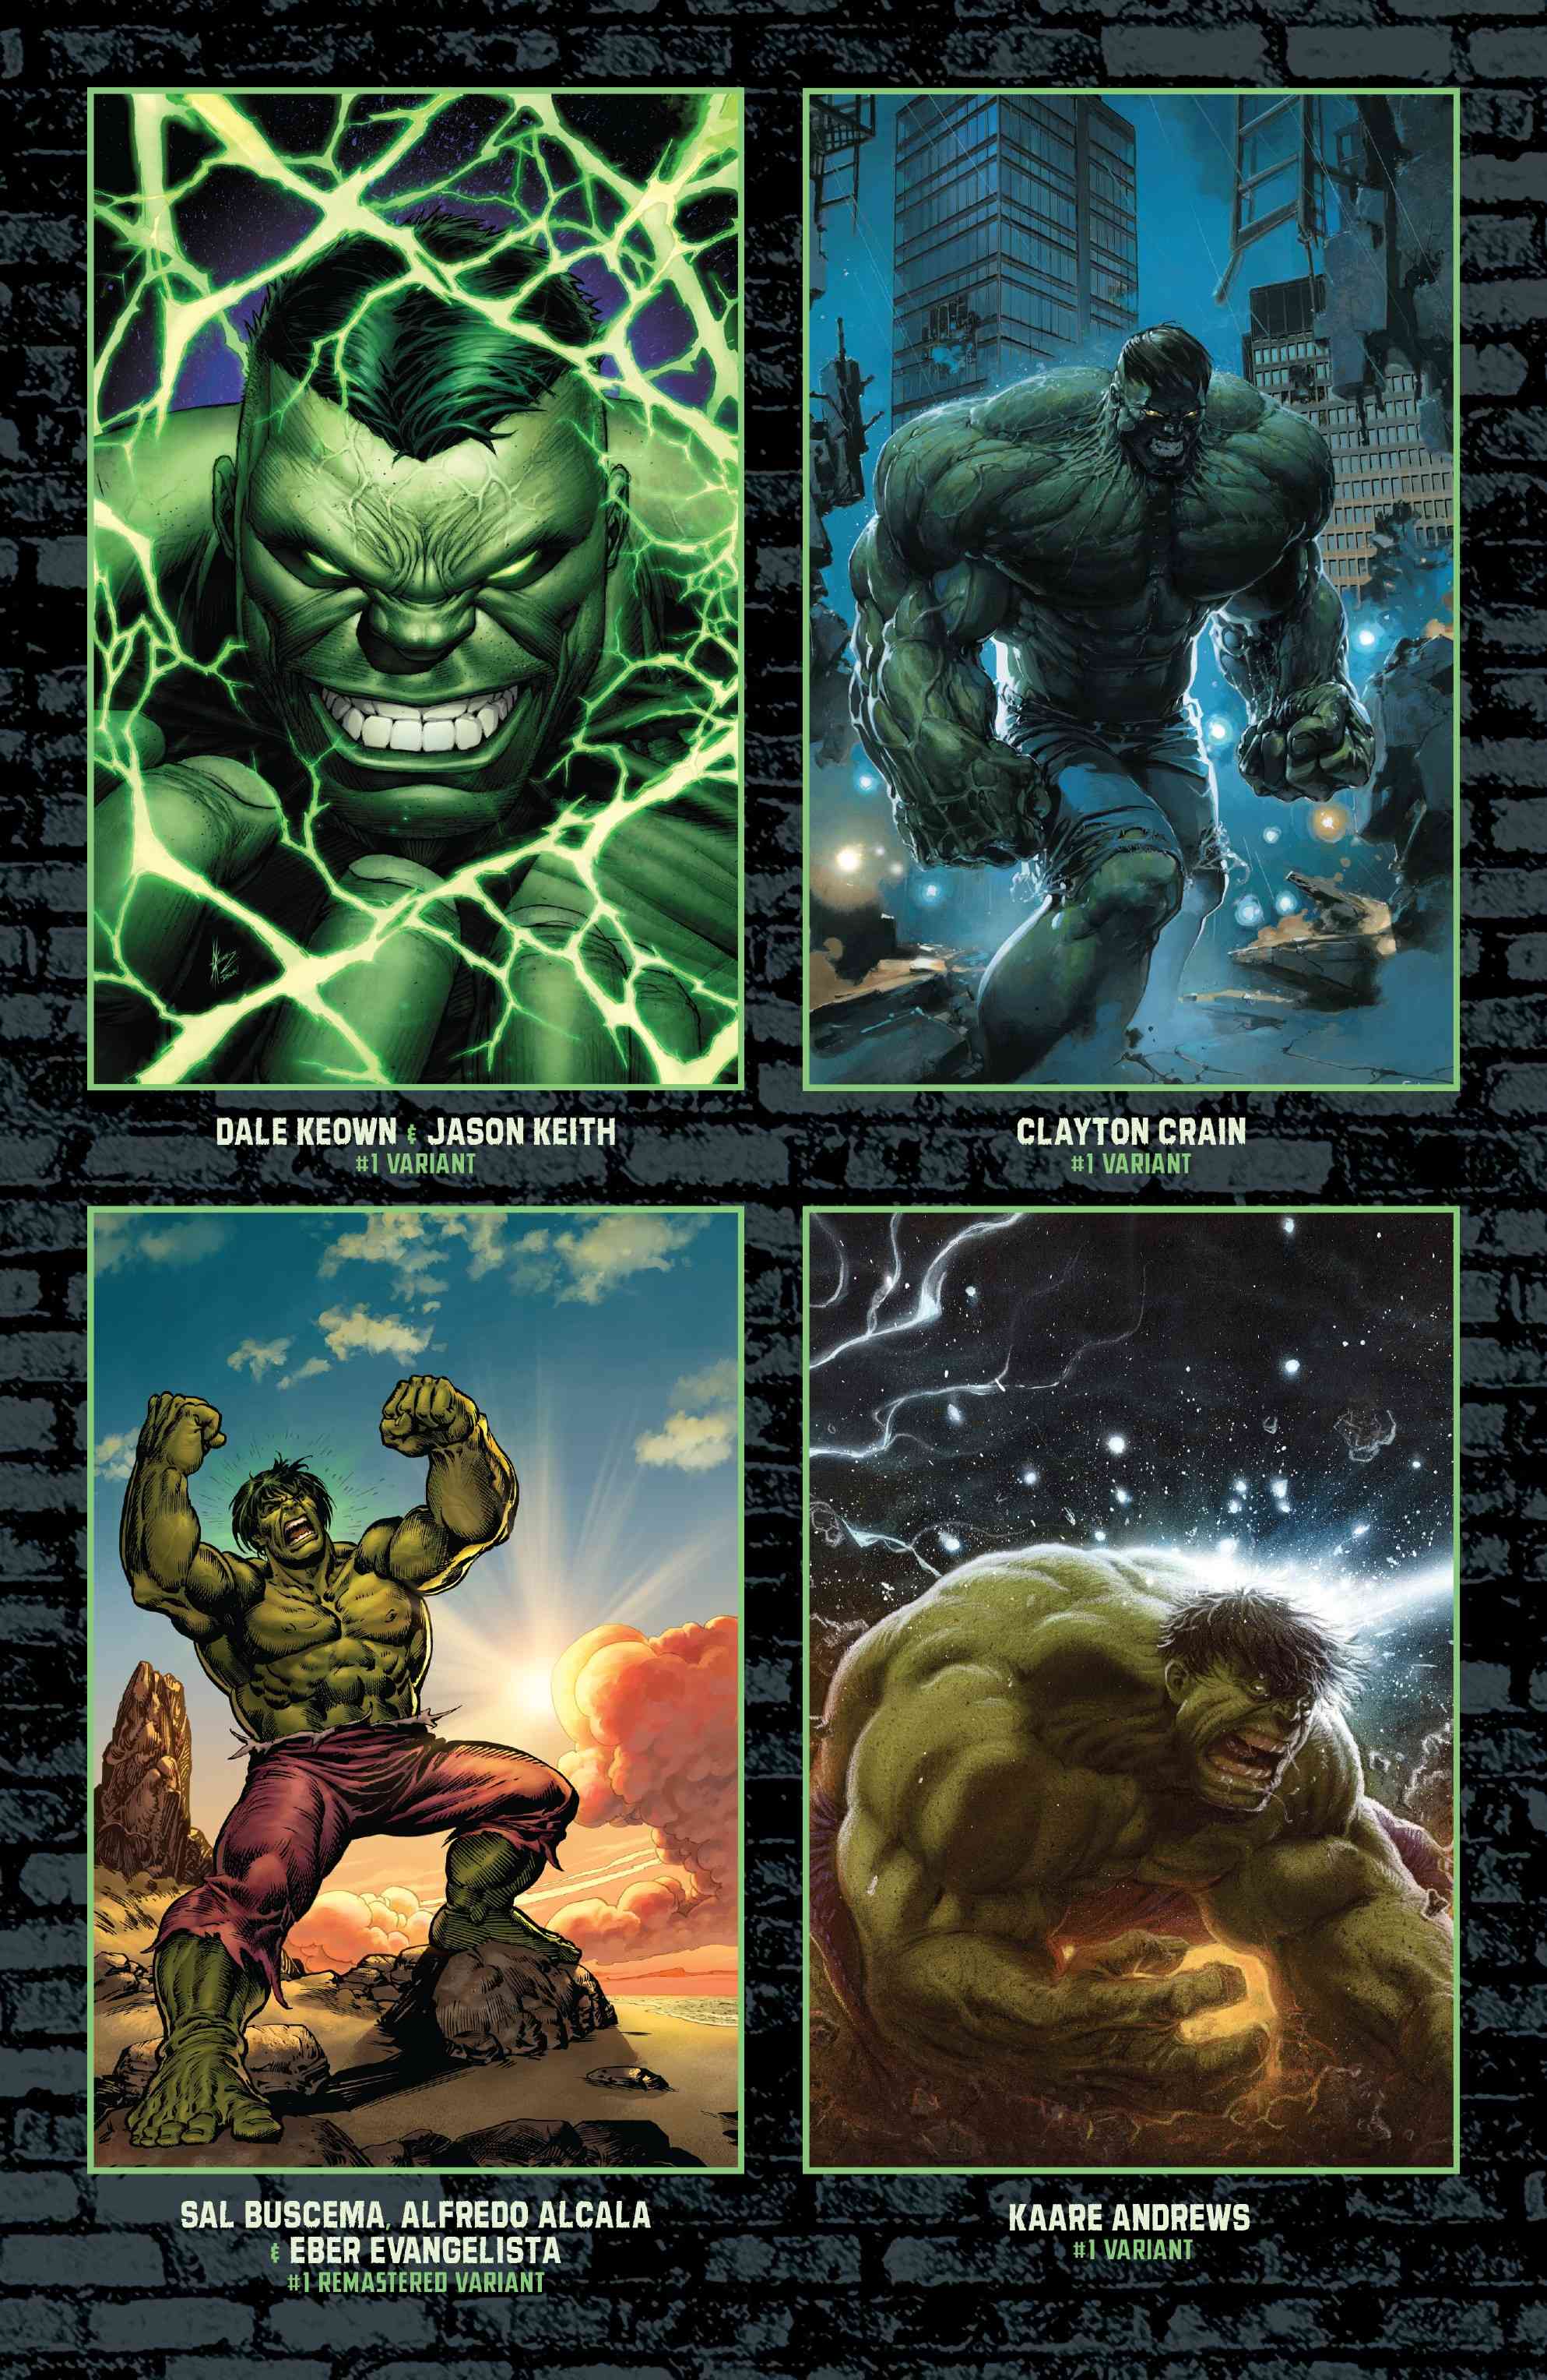 DALE KEOWN & JASON KEITH
#1 VARIANT
CLAYTON CRAIN
#1 VARIANT
SAL BUSCEMA, ALFREDO ALCALA
& EBER EVANGELISTA
#1 REMASTERED VARIANT
KAARE ANDREWS
#1 VARIANT